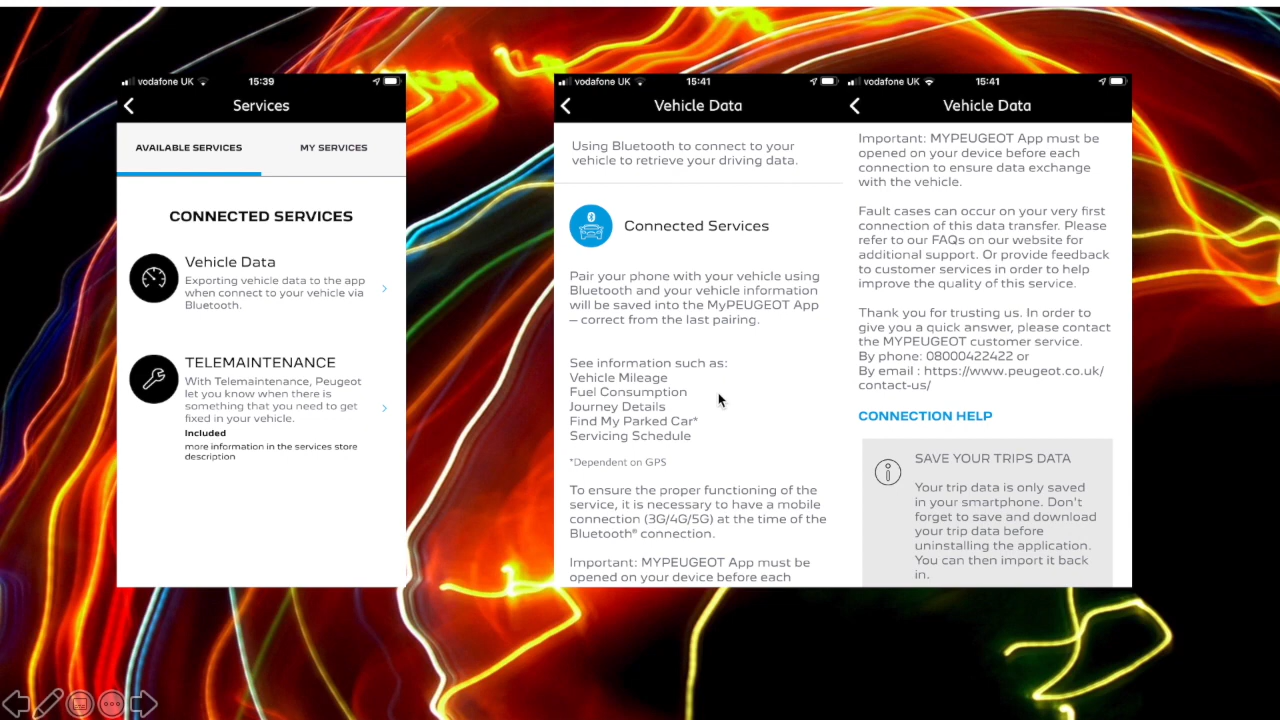 vodafone UK
15:39
Services
AVAILABLE SERVICES
MY SERVICES
CONNECTED SERVICES
Vehicle Data
Exporting vehicle data to the app
when connect to your vehicle via
Bluetooth.
TELEMAINTENANCE
With Telemaintenance, Peugeot
let you know when there is
something that you need to get
fixed in your vehicle.
Included
more information in the services store
description
vodafone UK
15:41
Vehicle Data
Using Bluetooth to connect to your
vehicle to retrieve your driving data.
Connected Services
Pair your phone with your vehicle using
Bluetooth and your vehicle information
will be saved into the MyPEUGEOT App
– correct from the last pairing.
See information such as:
Vehicle Mileage
Fuel Consumption
Journey Details
Find My Parked Car*
Servicing Schedule
*Dependent on GPS
To ensure the proper functioning of the
service, it is necessary to have a mobile
connection (3G/4G/5G) at the time of the
Bluetooth® connection.
Important: MYPEUGEOT App must be
opened on your device before each
vodafone UK
15:41
Vehicle Data
Important: MYPEUGEOT App must be
opened on your device before each
connection to ensure data exchange
with the vehicle.
Fault cases can occur on your very first
connection of this data transfer. Please
refer to our FAQs on our website for
additional support. Or provide feedback
to customer services in order to help
improve the quality of this service.
Thank you for trusting us. In order to
give you a quick answer, please contact
the MYPEUGEOT customer service.
By phone: 08000422422 or
By email : https://www.peugeot.co.uk/
contact-us/
CONNECTION HELP
SAVE YOUR TRIPS DATA
Your trip data is only saved
in your smartphone. Don't
forget to save and download
your trip data before
uninstalling the application.
You can then import it back
in.